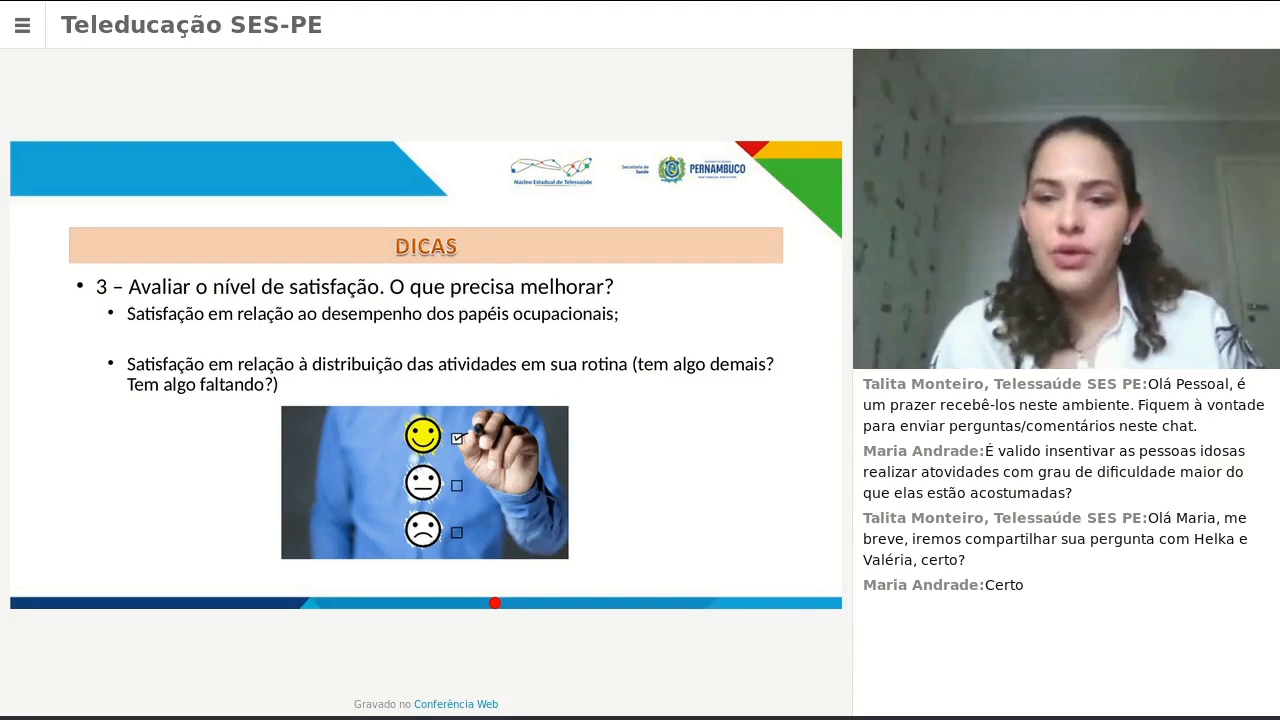 Teleducação SES-PE
Núcleo Estadual de Telessaúde
Secretaria de
Saúde
PERNAMBUCO
DICAS
• 3 – Avaliar o nível de satisfação. O que precisa melhorar?
• Satisfação em relação ao desempenho dos papéis ocupacionais;
• Satisfação em relação à distribuição das atividades em sua rotina (tem algo demais?
Tem algo faltando?)
Gravado no Conferência Web
Talita Monteiro, Telessaúde SES PE:Olá Pessoal, é
um prazer recebê-los neste ambiente. Fiquem à vontade
para enviar perguntas/comentários neste chat.
Maria Andrade:É valido insentivar as pessoas idosas
realizar atovidades com grau de dificuldade maior do
que elas estão acostumadas?
Talita Monteiro, Telessaúde SES PE:Olá Maria, me
breve, iremos compartilhar sua pergunta com Helka e
Valéria, certo?
Maria Andrade:Certo